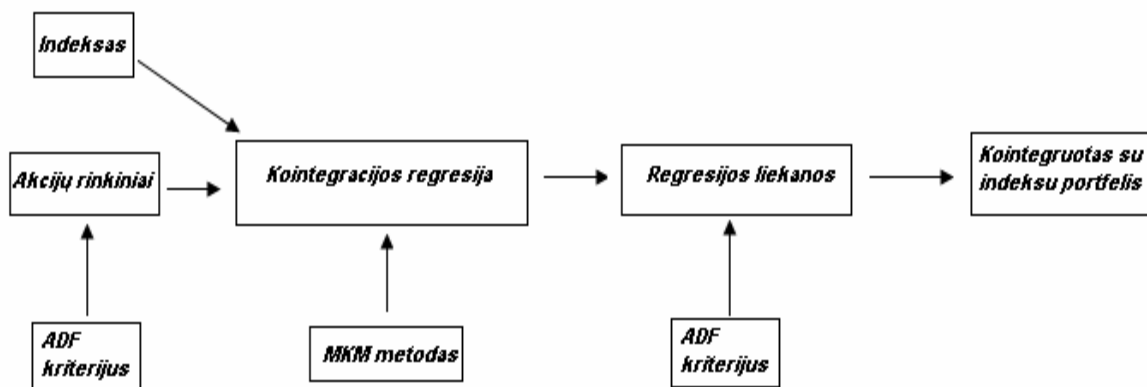 Indeksas
Akcijų rinkiniai
Kointegracijos regresija
Regresijos liekanos
Kointegruotas su
indeksu portfelis
ADF
kriterijus
MKM metodas
ADF
kriterijus